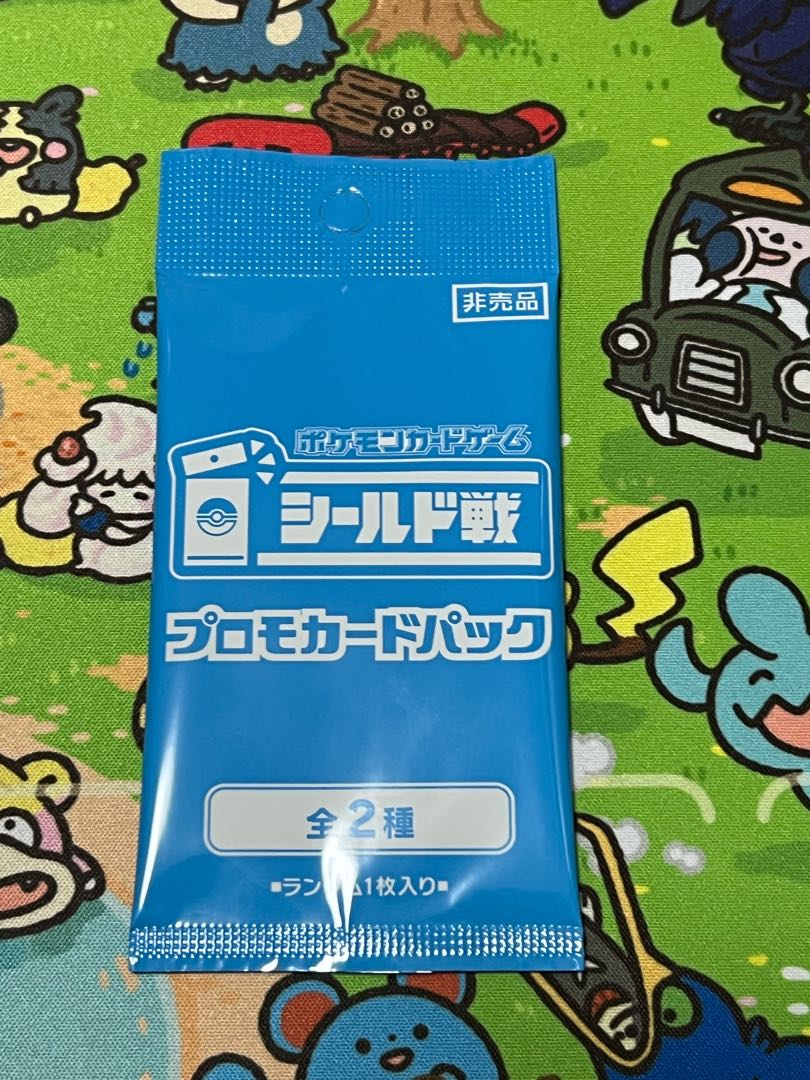 非売品
ポケモンカードゲーム
シールド戦
プロモカードパック
全2種
■ランダム1枚入り■